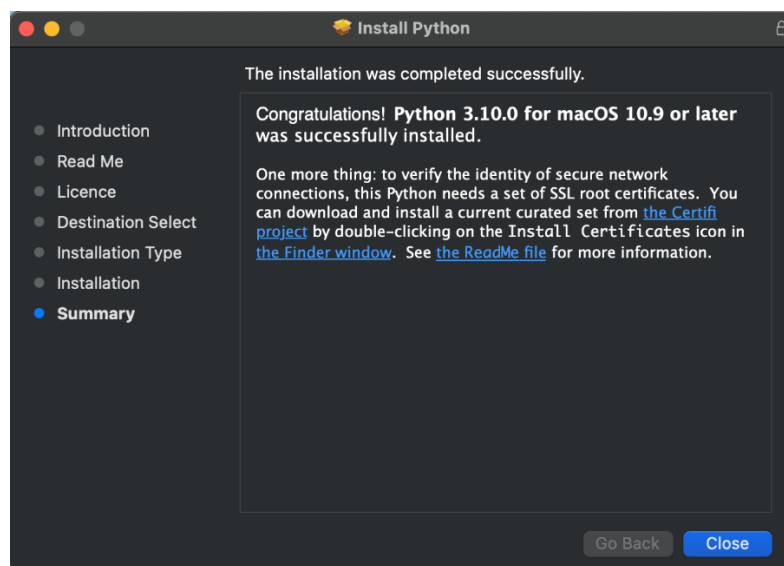 Install Python
The installation was completed successfully.
Introduction
Read Me
Licence
Destination Select
Installation Type
Installation
Summary
Congratulations! Python 3.10.0 for macOS 10.9 or later
was successfully installed.
One more thing: to verify the identity of secure network
connections, this Python needs a set of SSL root certificates. You
can download and install a current curated set from the Certifi
project by double-clicking on the Install Certificates icon in
the Finder window. See the ReadMe file for more information.
Go Back
Close